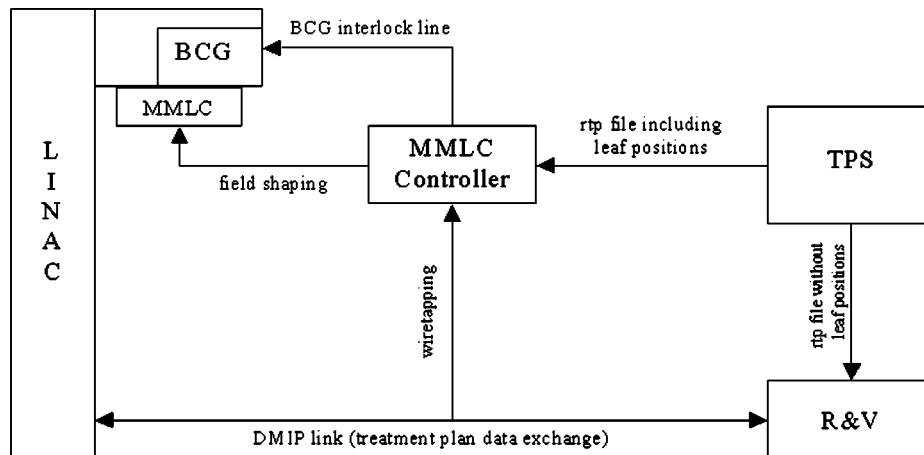 BCG interlock line
BCG
MMLC
L
I
N
A
C
MMLC
Controller
rtp file including
leaf positions
TPS
field shaping
wiretapping
rtp file without
leaf positions
R&V
DMIP link (treatment plan data exchange)